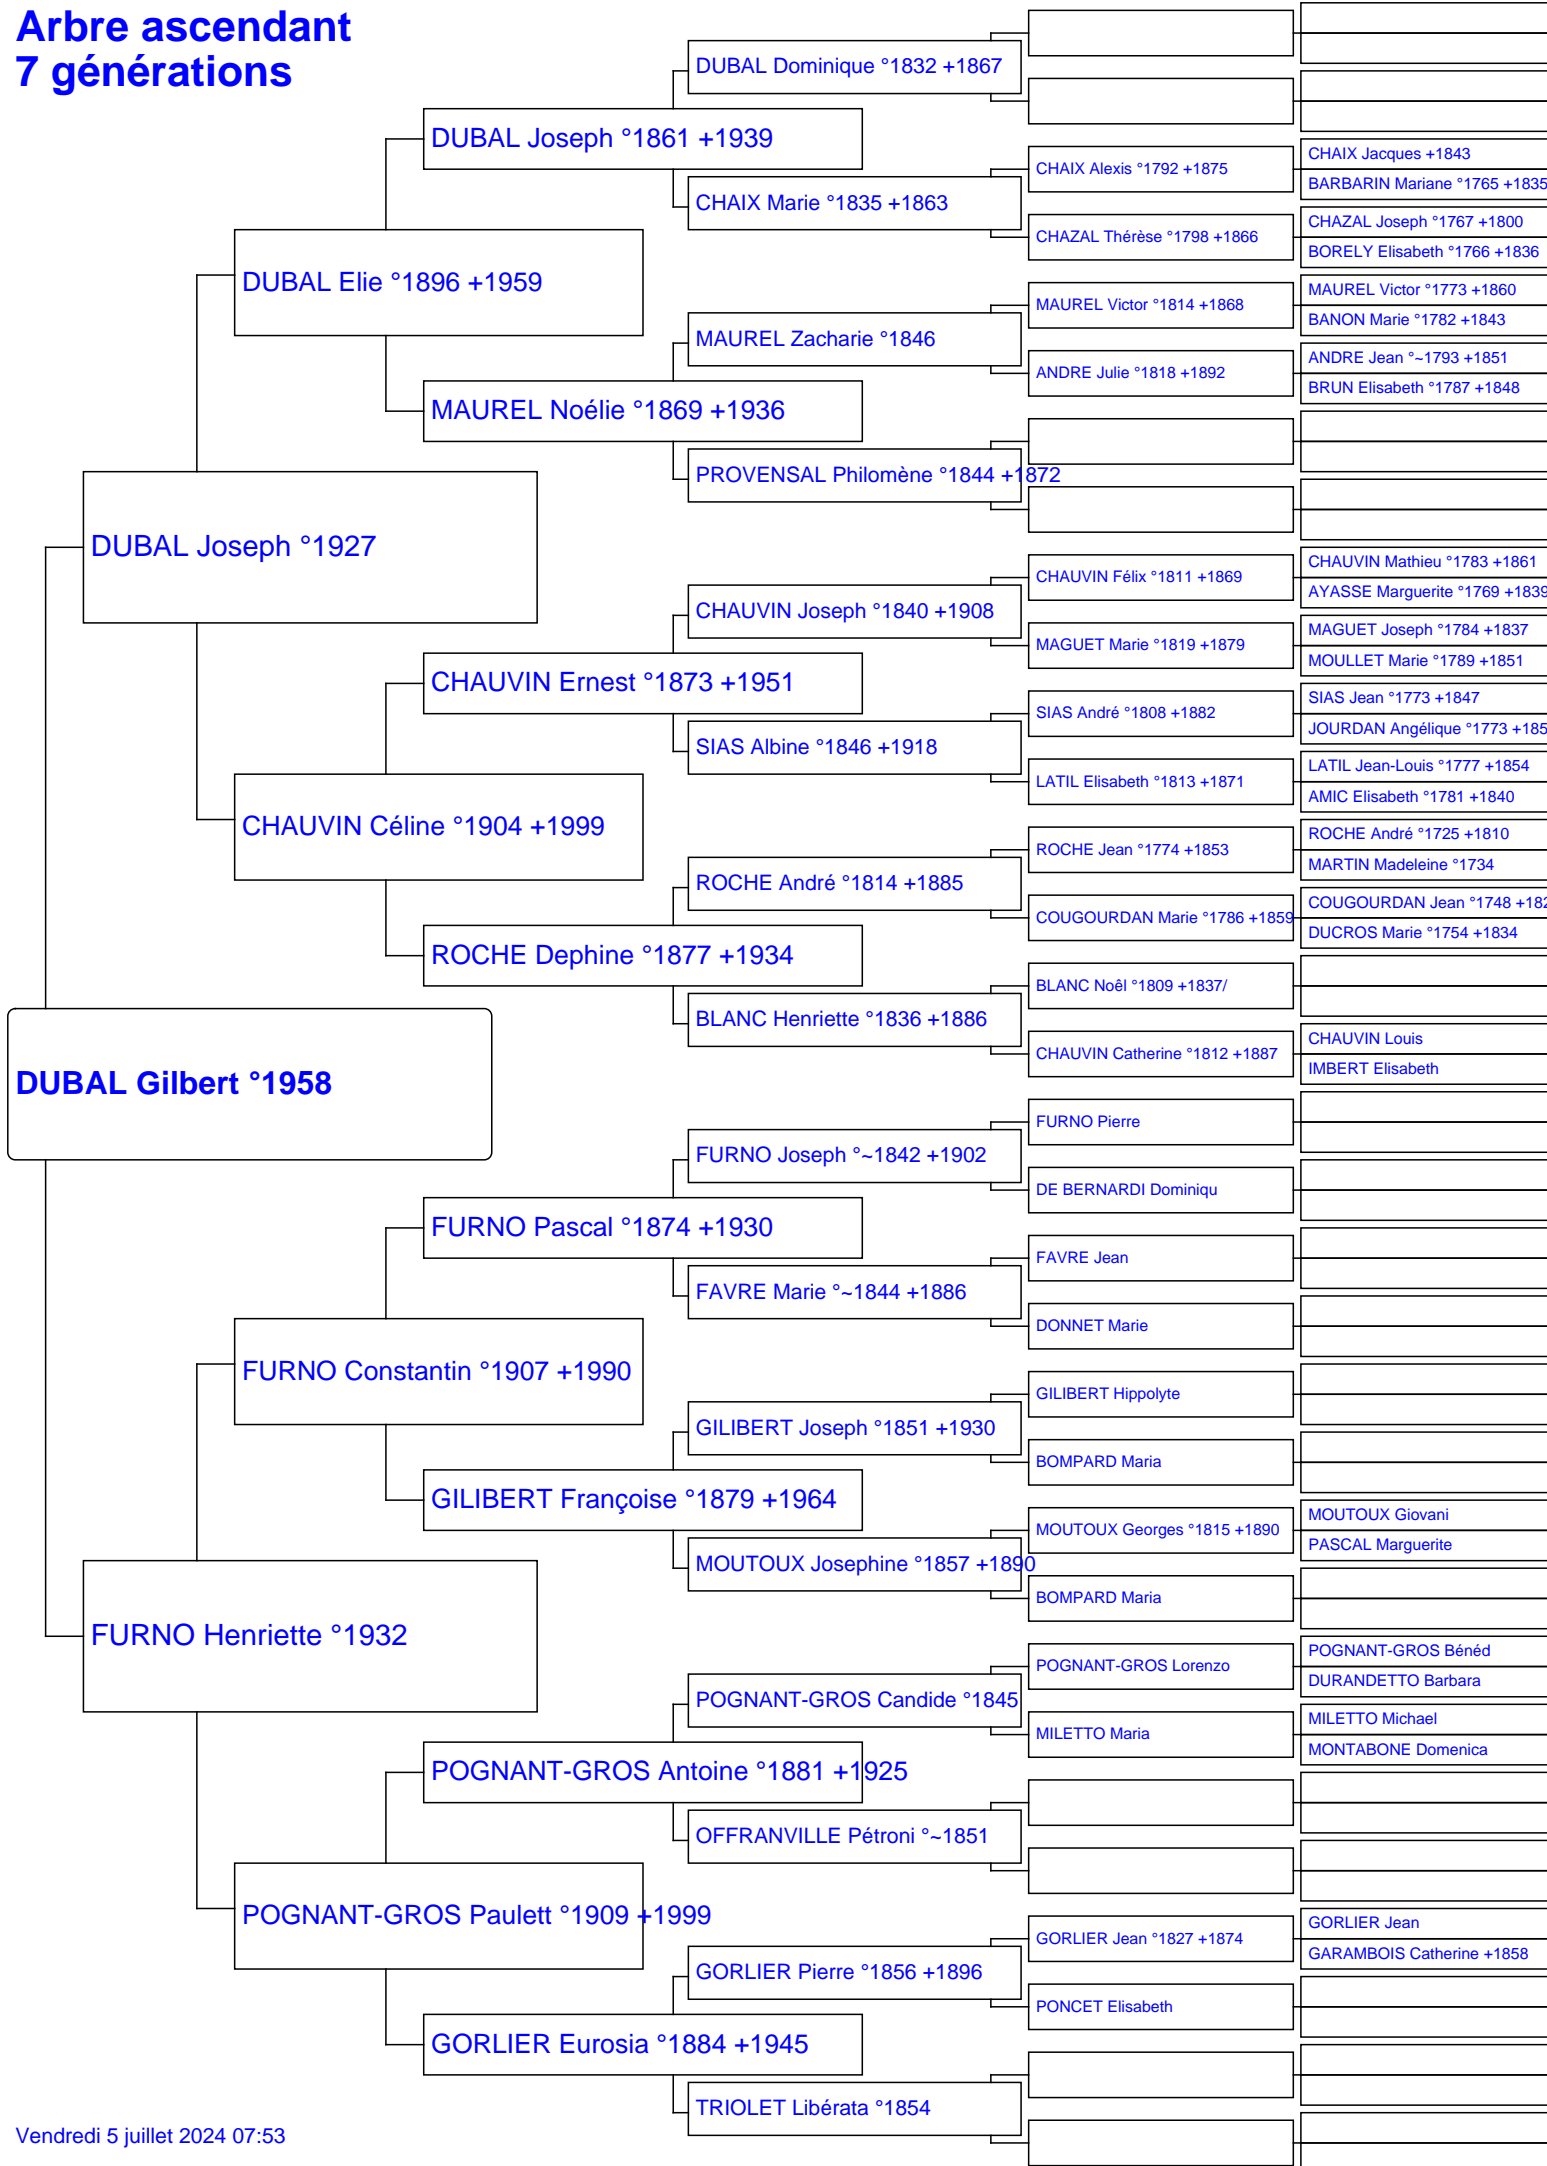 Arbre ascendant
7 générations
DUBAL Dominique °1832 +1867
DUBAL Joseph °1861 +1939
CHAIX Jacques +1843
CHAIX Alexis °1792 +1875
BARBARIN Mariane °1765 +1835
CHAIX Marie °1835 +1863
CHAZAL Joseph °1767 +1800
CHAZAL Thérèse °1798 +1866
BORELY Elisabeth °1766 +1836
DUBAL Elie °1896 +1959
MAUREL Victor °1773 +1860
MAUREL Victor °1814 +1868
BANON Marie °1782 +1843
MAUREL Zacharie °1846
ANDRE Jean °~1793 +1851
ANDRE Julie °1818 +1892
BRUN Elisabeth °1787 +1848
MAUREL Noélie °1869 +1936
PROVENSAL Philomène °1844 +1872
DUBAL Joseph °1927
CHAUVIN Mathieu °1783 +1861
CHAUVIN Félix °1811 +1869
AYASSE Marguerite °1769 +1839
CHAUVIN Joseph °1840 +1908
MAGUET Joseph °1784 +1837
MAGUET Marie °1819 +1879
MOULLET Marie °1789 +1851
CHAUVIN Ernest °1873 +1951
SIAS Jean °1773 +1847
SIAS André °1808 +1882
JOURDAN Angélique °1773 +185
SIAS Albine °1846 +1918
LATIL Jean-Louis °1777 +1854
LATIL Elisabeth °1813 +1871
AMIC Elisabeth °1781 +1840
CHAUVIN Céline °1904 +1999
ROCHE André °1725 +1810
ROCHE Jean °1774 +1853
MARTIN Madeleine °1734
ROCHE André °1814 +1885
COUGOURDAN Jean °1748 +182
COUGOURDAN Marie °1786 +1859
DUCROS Marie °1754 +1834
ROCHE Dephine °1877 +1934
BLANC Noêl °1809 +1837/
BLANC Henriette °1836 +1886
CHAUVIN Louis
CHAUVIN Catherine °1812 +1887
IMBERT Elisabeth
DUBAL Gilbert °1958
FURNO Pierre
FURNO Joseph °~1842 +1902
DE BERNARDI Dominiqu
FURNO Pascal °1874 +1930
FAVRE Jean
FAVRE Marie °~1844 +1886
DONNET Marie
FURNO Constantin °1907 +1990
GILIBERT Hippolyte
GILIBERT Joseph °1851 +1930
BOMPARD Maria
GILIBERT Françoise °1879 +1964
MOUTOUX Giovani
MOUTOUX Georges °1815 +1890
PASCAL Marguerite
MOUTOUX Josephine °1857 +1890
BOMPARD Maria
FURNO Henriette °1932
POGNANT-GROS Bénéd
POGNANT-GROS Lorenzo
DURANDETTO Barbara
POGNANT-GROS Candide °1845
MILETTO Michael
MILETTO Maria
MONTABONE Domenica
POGNANT-GROS Antoine °1881 +1925
OFFRANVILLE Pétroni °~1851
POGNANT-GROS Paulett °1909 +1999
GORLIER Jean
GORLIER Jean °1827 +1874
GARAMBOIS Catherine +1858
GORLIER Pierre °1856 +1896
PONCET Elisabeth
GORLIER Eurosia °1884 +1945
TRIOLET Libérata °1854
Vendredi 5 juillet 2024 07:53